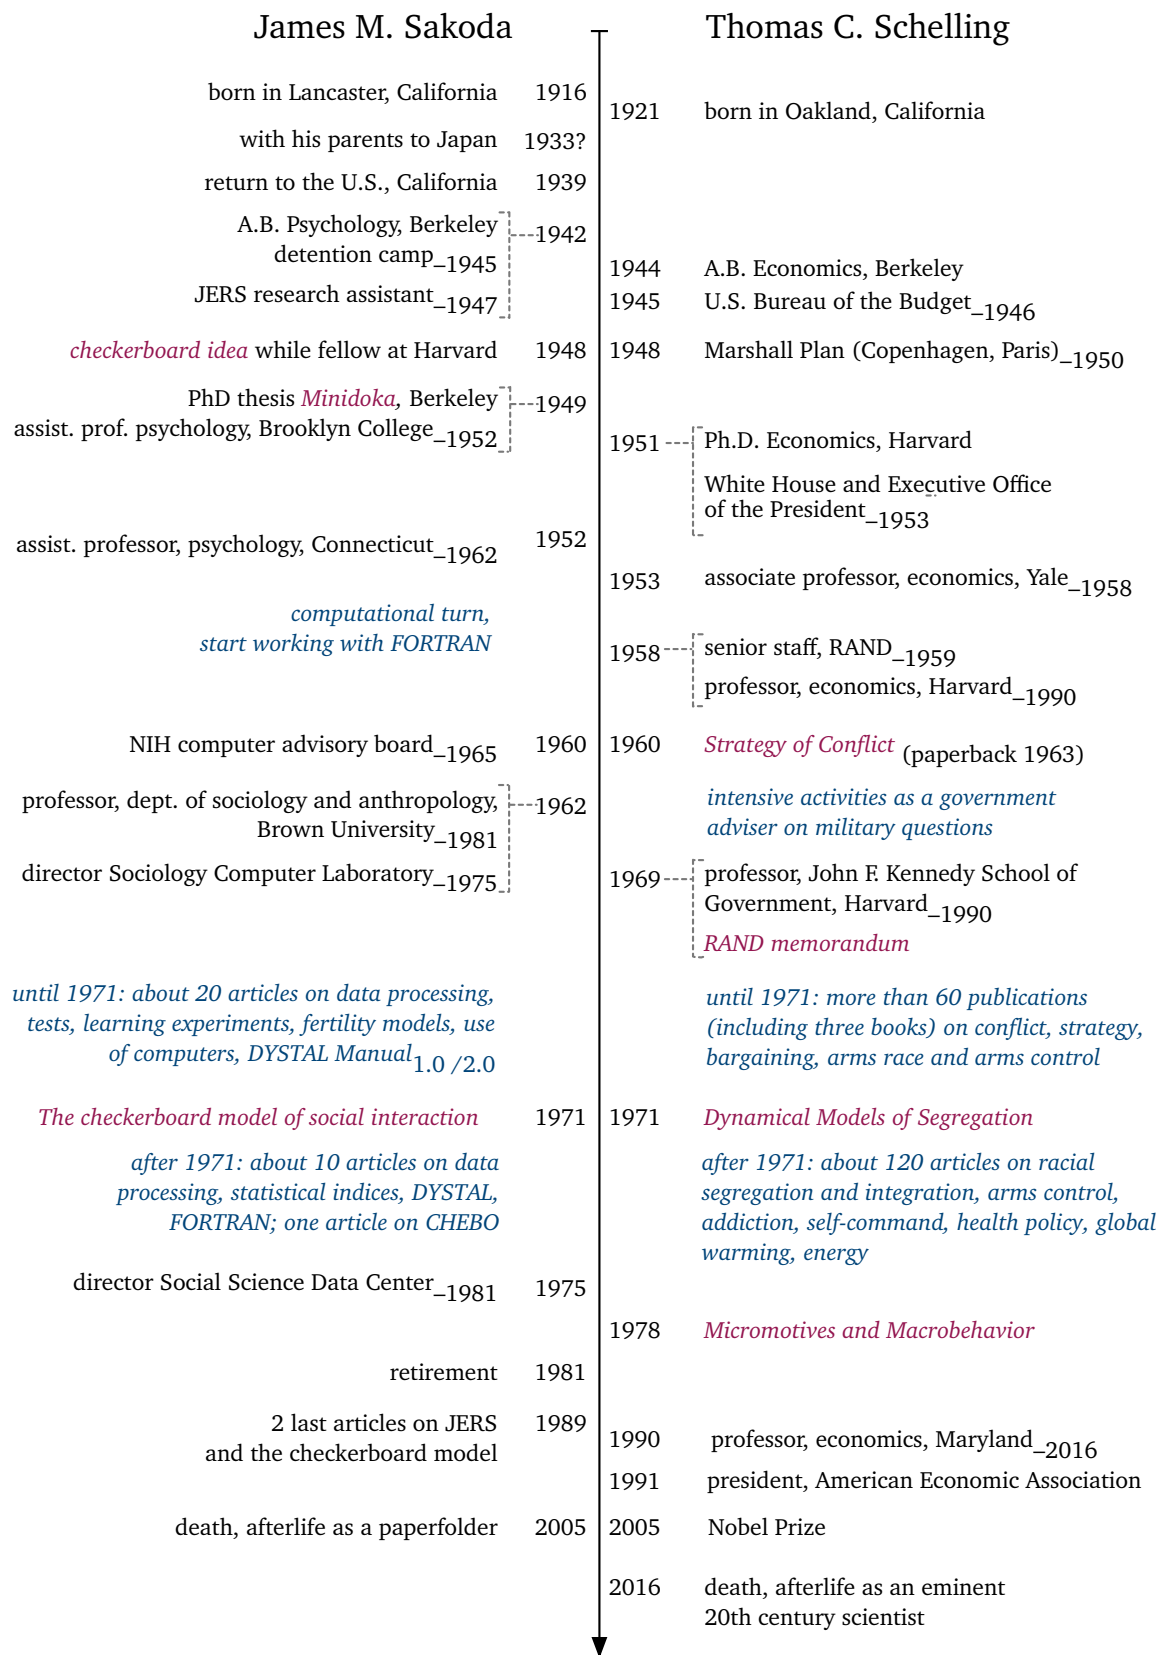 James M. Sakoda
Thomas C. Schelling
born in Lancaster, California 1916
1921 born in Oakland, California
with his parents to Japan 1933?
return to the U.S., California 1939
A.B. Psychology, Berkeley 1942
detention camp –1945
1944 A.B. Economics, Berkeley
JERS research assistant –1947
1945 U.S. Bureau of the Budget –1946
checkerboard idea while fellow at Harvard 1948
1948 Marshall Plan (Copenhagen, Paris) –1950
PhD thesis Minidoka, Berkeley 1949
assist. prof. psychology, Brooklyn College –1952
1951 Ph.D. Economics, Harvard
White House and Executive Office
of the President –1953
assist. professor, psychology, Connecticut –1962 1952
1953 associate professor, economics, Yale –1958
computational turn,
start working with FORTRAN
1958 senior staff, RAND –1959
professor, economics, Harvard –1990
NIH computer advisory board –1965 1960
1960 Strategy of Conflict (paperback 1963)
professor, dept. of sociology and anthropology, 1962
Brown University –1981
director Sociology Computer Laboratory –1975
intensive activities as a government
adviser on military questions
1969 professor, John F. Kennedy School of
Government, Harvard –1990
RAND memorandum
until 1971: about 20 articles on data processing,
tests, learning experiments, fertility models, use
of computers, DYSTAL Manual 1.0 /2.0
until 1971: more than 60 publications
(including three books) on conflict, strategy,
bargaining, arms race and arms control
The checkerboard model of social interaction 1971
1971 Dynamical Models of Segregation
after 1971: about 10 articles on data
processing, statistical indices, DYSTAL,
FORTRAN; one article on CHEBO
after 1971: about 120 articles on racial
segregation and integration, arms control,
addiction, self-command, health policy, global
warming, energy
director Social Science Data Center –1981 1975
1978 Micromotives and Macrobehavior
retirement 1981
2 last articles on JERS 1989
and the checkerboard model
1990 professor, economics, Maryland –2016
1991 president, American Economic Association
death, afterlife as a paperfolder 2005
2005 Nobel Prize
2016 death, afterlife as an eminent
20th century scientist